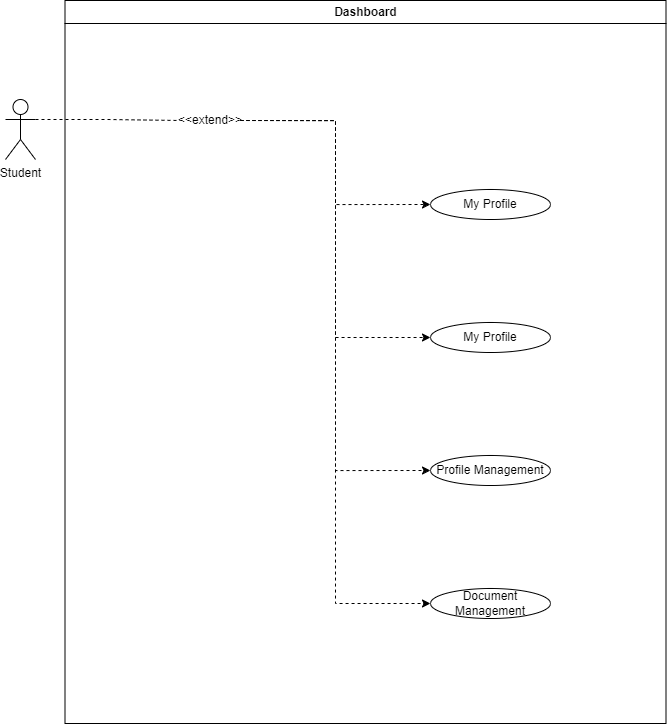 Dashboard
<<extend>>
Student
My Profile
My Profile
Profile Management
Document
Management